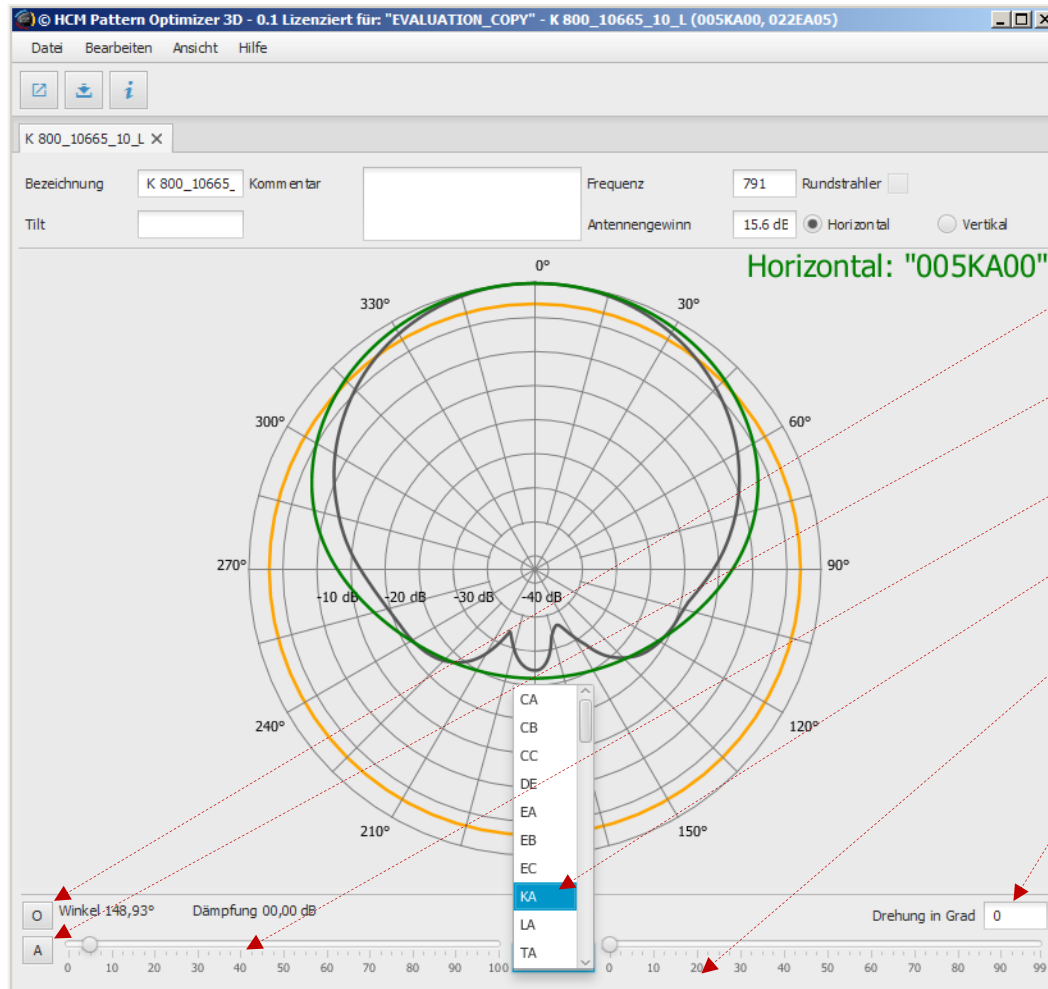 © HCM Pattern Optimizer 3D - 0.1 Lizenziert für: "EVALUATION_COPY" - K 800_10665_10_L (005KA00, 022EA05)
Datei Bearbeiten Ansicht Hilfe
K 800_10665_10_L
Bezeichnung K 800_10665_ Kommentar Frequenz 791 Rundstrahler
Tilt Antennengewinn 15.6 dB Horizontal Vertikal
Horizontal: "005KA00"
0°
330° 30°
300° 60°
270° 90°
-10 dB -20 dB -30 dB -40 dB
240° 120°
210° 150°
CA
CB
CC
DE
EA
EB
EC
KA
LA
TA
O Winkel 148,93° Dämpfung 00,00 dB Drehung in Grad 0
A
0 10 20 30 40 50 60 70 80 90 100 0 10 20 30 40 50 60 70 80 90 99